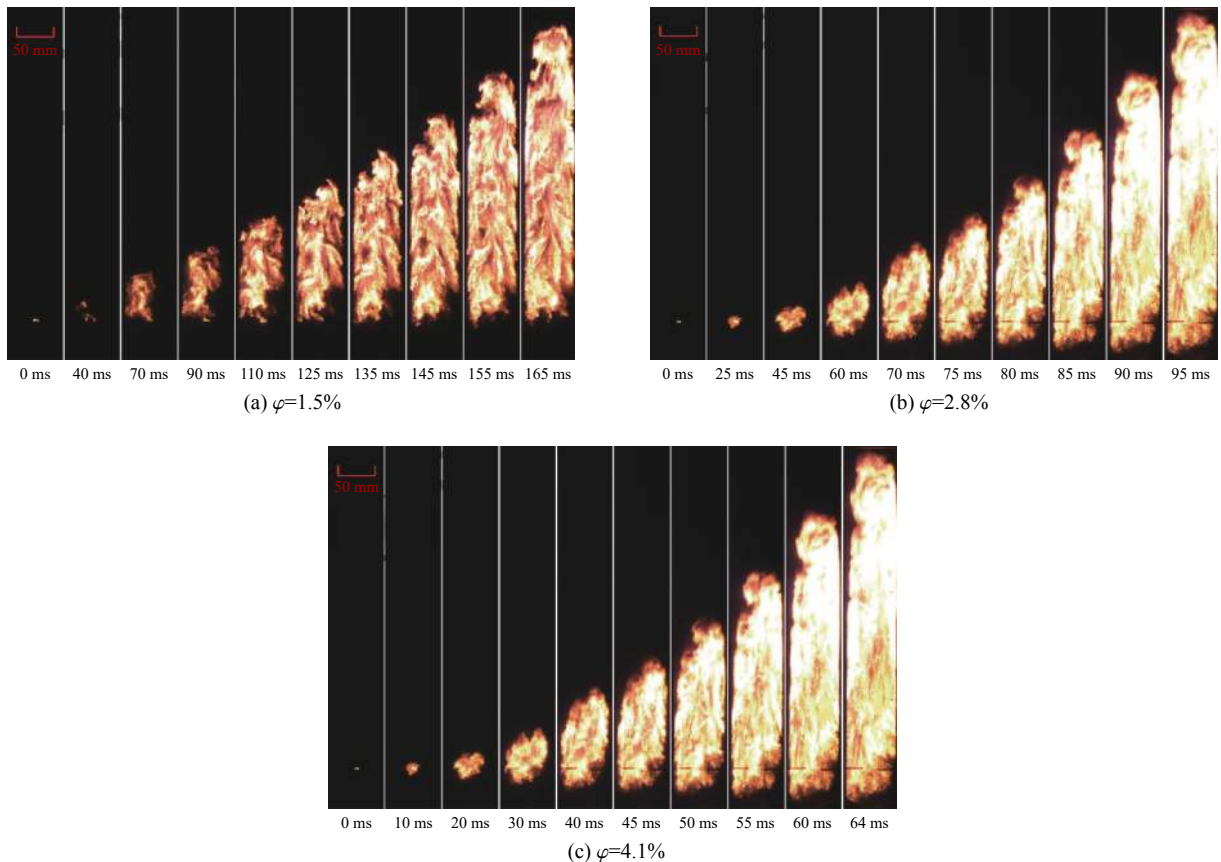 50 mm
0 ms 40 ms 70 ms 90 ms 110 ms 125 ms 135 ms 145 ms 155 ms 165 ms
(a) φ=1.5%
50 mm
0 ms 25 ms 45 ms 60 ms 70 ms 75 ms 80 ms 85 ms 90 ms 95 ms
(b) φ=2.8%
50 mm
0 ms 10 ms 20 ms 30 ms 40 ms 45 ms 50 ms 55 ms 60 ms 64 ms
(c) φ=4.1%